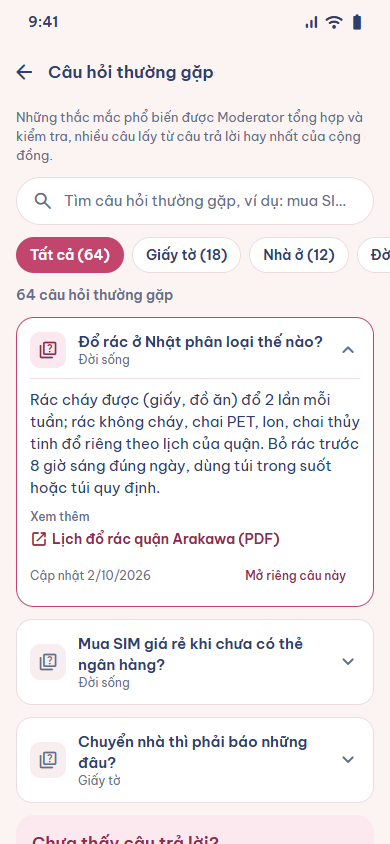 9:41
Câu hỏi thường gặp
Những thắc mắc phổ biến được Moderator tổng hợp và
kiểm tra, nhiều câu lấy từ câu trả lời hay nhất của cộng
đồng.
Tìm câu hỏi thường gặp, ví dụ: mua SI...
Tất cả (64)
Giấy tờ (18)
Nhà ở (12)
64 câu hỏi thường gặp
Đổ rác ở Nhật phân loại thế nào?
Đời sống
Rác cháy được (giấy, đồ ăn) đổ 2 lần mỗi
tuần; rác không cháy, chai PET, lon, chai thủy
tinh đổ riêng theo lịch của quận. Bỏ rác trước
8 giờ sáng đúng ngày, dùng túi trong suốt
hoặc túi quy định.
Xem thêm
Lịch đổ rác quận Arakawa (PDF)
Cập nhật 2/10/2026
Mở riêng câu này
Mua SIM giá rẻ khi chưa có thẻ
ngân hàng?
Đời sống
Chuyển nhà thì phải báo những
đâu?
Giấy tờ
Chưa thấy câu trả lời?